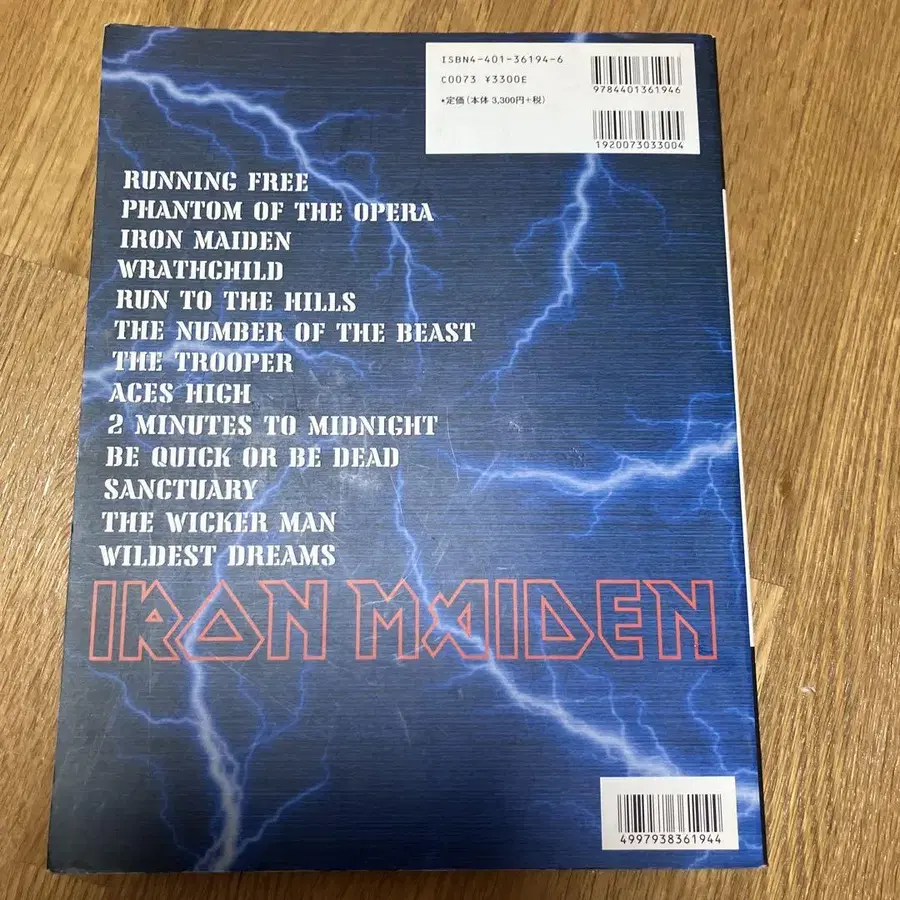 ISBN4-401-36194-6
C0073 ¥3300E
•定価(本体 3,300円+税)
9784401361946
1920073033004
RUNNING FREE
PHANTOM OF THE OPERA
IRON MAIDEN
WRATHCHILD
RUN TO THE HILLS
THE NUMBER OF THE BEAST
THE TROOPER
ACES HIGH
2 MINUTES TO MIDNIGHT
BE QUICK OR BE DEAD
SANCTUARY
THE WICKER MAN
WILDEST DREAMS
IRON MAIDEN
4997938361944